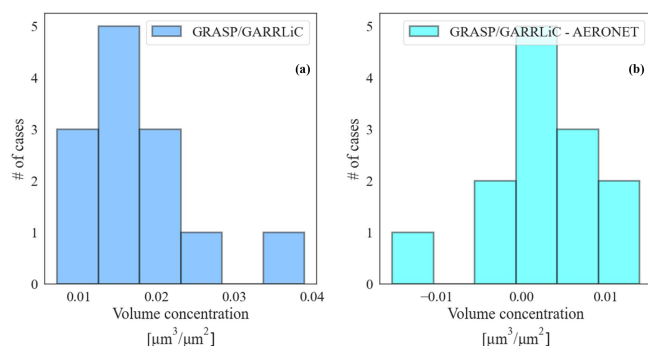 GRASP/GARRLiC
(a)
5
4
3
2
1
0
# of cases
0.01 0.02 0.03 0.04
Volume concentration
[μm³/μm²]
GRASP/GARRLiC - AERONET
(b)
5
4
3
2
1
0
# of cases
−0.01 0.00 0.01
Volume concentration
[μm³/μm²]